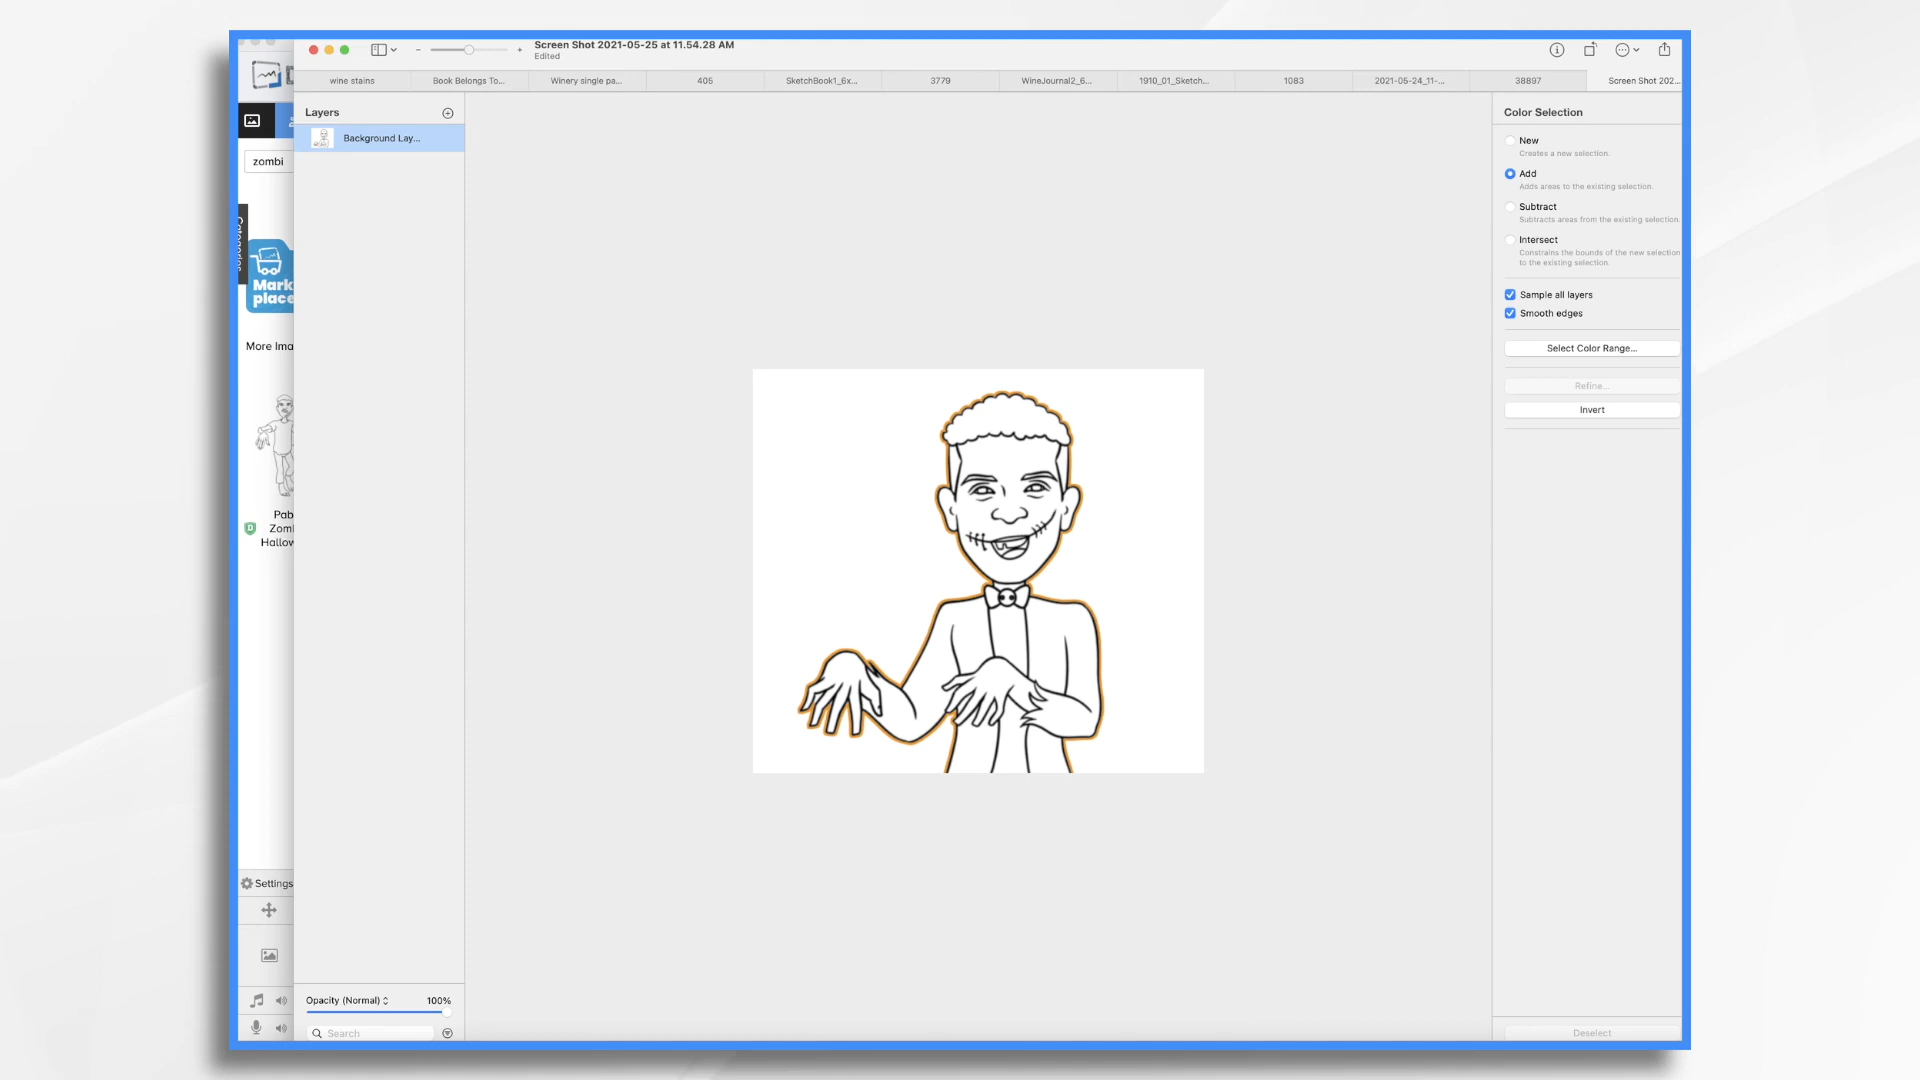 Screen Shot 2021-05-25 at 11.54.28 AM
Edited
wine stains
Book Belongs To...
Winery single pa...
405
SketchBook1_6x...
3779
WineJournal2_6...
1910_01_Sketch...
1083
2021-05-24_11-...
38897
Screen Shot 202...
Layers
Background Lay...
zombi
Mark
place
More Ima
Pab
Zoml
Hallow
Settings
Opacity (Normal)
100%
Search
Color Selection
New
Creates a new selection.
Add
Adds areas to the existing selection.
Subtract
Subtracts areas from the existing selection.
Intersect
Constrains the bounds of the new selection
to the existing selection.
Sample all layers
Smooth edges
Select Color Range...
Refine...
Invert
Deselect